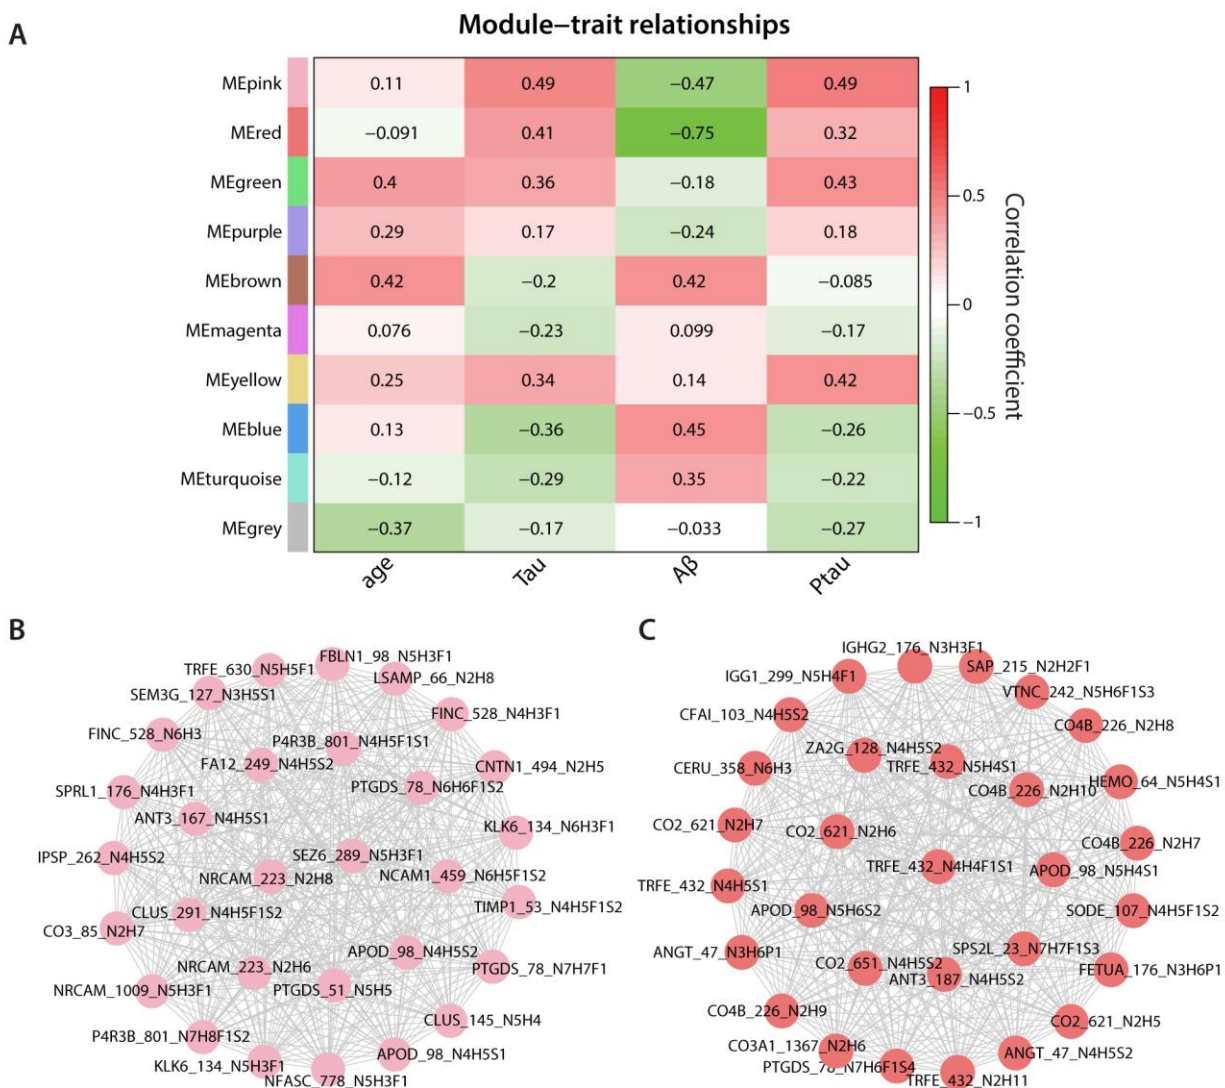 A
Module−trait relationships
MEpink 0.11 0.49 −0.47 0.49
MEred −0.091 0.41 −0.75 0.32
MEgreen 0.4 0.36 −0.18 0.43
MEpurple 0.29 0.17 −0.24 0.18
MEbrown 0.42 −0.2 0.42 −0.085
MEmagenta 0.076 −0.23 0.099 −0.17
MEyellow 0.25 0.34 0.14 0.42
MEblue 0.13 −0.36 0.45 −0.26
MEturquoise −0.12 −0.29 0.35 −0.22
MEgrey −0.37 −0.17 −0.033 −0.27
age Tau Aβ Ptau
1
0.5
0
−0.5
−1
Correlation coefficient
B
FBLN1_98_N5H3F1
TRFE_630_N5H5F1
LSAMP_66_N2H8
SEM3G_127_N3H5S1
FINC_528_N4H3F1
FINC_528_N6H3
P4R3B_801_N4H5F1S1
FA12_249_N4H5S2
CNTN1_494_N2H5
SPRL1_176_N4H3F1
PTGDS_78_N6H6F1S2
ANT3_167_N4H5S1
KLK6_134_N6H3F1
IPSP_262_N4H5S2
SEZ6_289_N5H3F1
NRCAM_223_N2H8
NCAM1_459_N6H5F1S2
TIMP1_53_N4H5F1S2
CLUS_291_N4H5F1S2
CO3_85_N2H7
APOD_98_N4H5S2
NRCAM_223_N2H6
PTGDS_78_N7H7F1
NRCAM_1009_N5H3F1
PTGDS_51_N5H5
CLUS_145_N5H4
P4R3B_801_N7H8F1S2
APOD_98_N4H5S1
KLK6_134_N5H3F1
NFASC_778_N5H3F1
C
IGHG2_176_N3H3F1
SAP_215_N2H2F1
IGG1_299_N5H4F1
VTNC_242_N5H6F1S3
CFAI_103_N4H5S2
CO4B_226_N2H8
ZA2G_128_N4H5S2
TRFE_432_N5H4S1
CERU_358_N6H3
HEMO_64_N5H4S1
CO4B_226_N2H10
CO2_621_N2H7
CO2_621_N2H6
CO4B_226_N2H7
TRFE_432_N4H4F1S1
APOD_98_N5H4S1
TRFE_432_N4H5S1
APOD_98_N5H6S2
SODE_107_N4H5F1S2
SPS2L_23_N7H7F1S3
ANGT_47_N3H6P1
CO2_651_N4H5S2
FETUA_176_N3H6P1
ANT3_187_N4H5S2
CO4B_226_N2H9
CO2_621_N2H5
CO3A1_1367_N2H6
ANGT_47_N4H5S2
PTGDS_78_N7H6F1S4
TRFE_432_N2H11